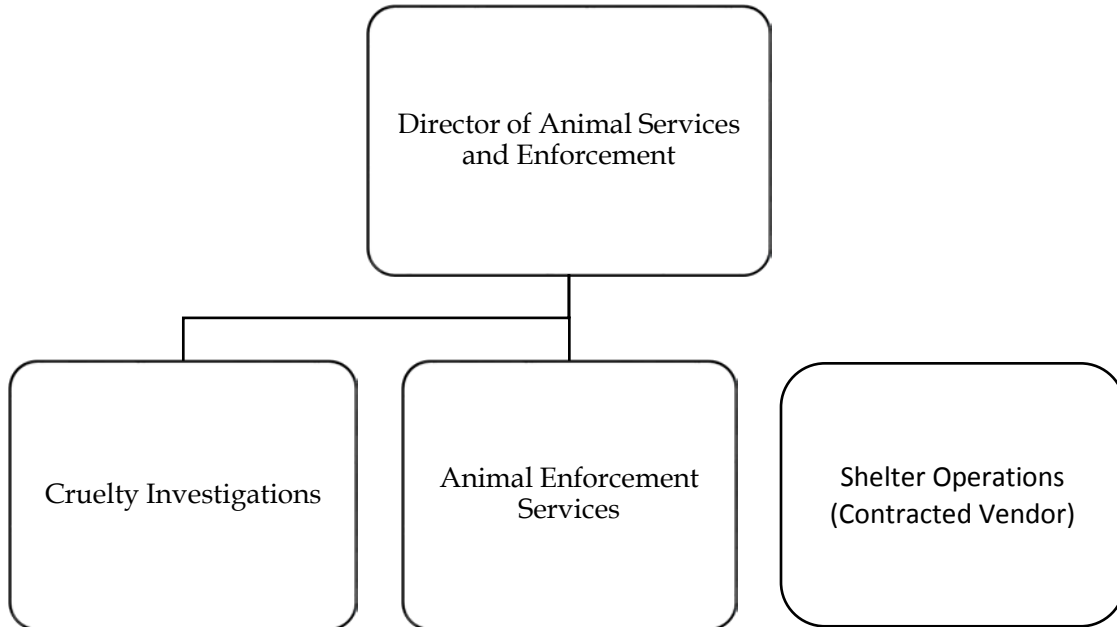 Director of Animal Services
and Enforcement
Cruelty Investigations
Animal Enforcement
Services
Shelter Operations
(Contracted Vendor)